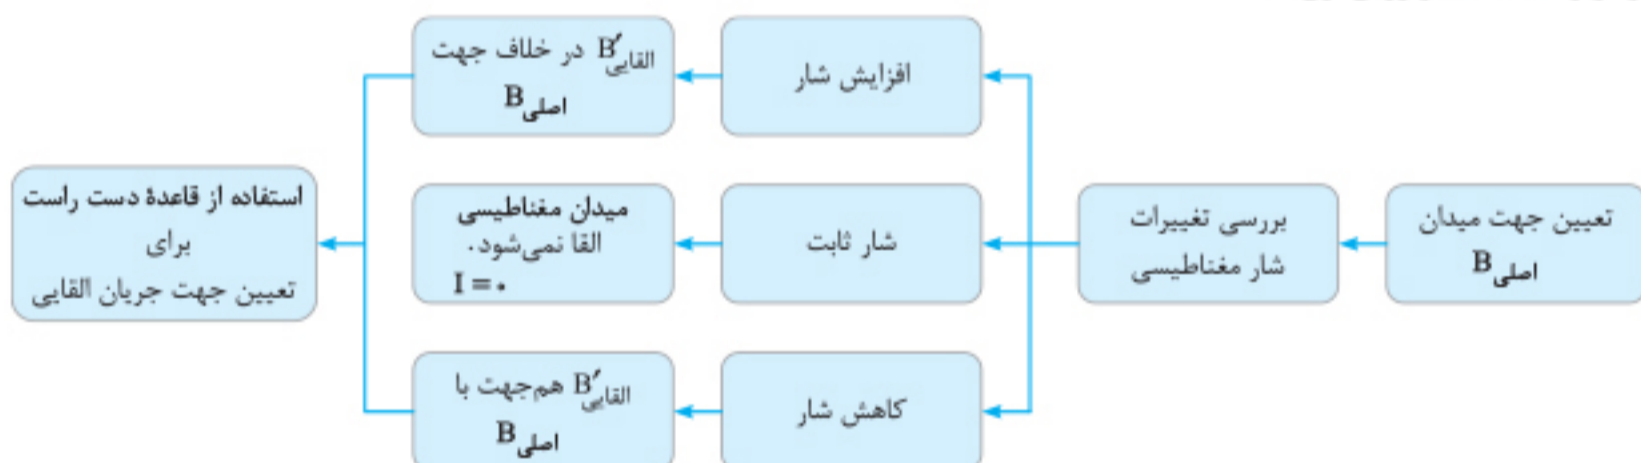 تعیین جهت میدان
B اصلی
بررسی تغییرات
شار مغناطیسی
افزایش شار
B′ القایی در خلاف جهت
B اصلی
شار ثابت
میدان مغناطیسی
القا نمی‌شود.
I = ۰
کاهش شار
B′ القایی هم‌جهت با
B اصلی
استفاده از قاعدهٔ دست راست
برای
تعیین جهت جریان القایی